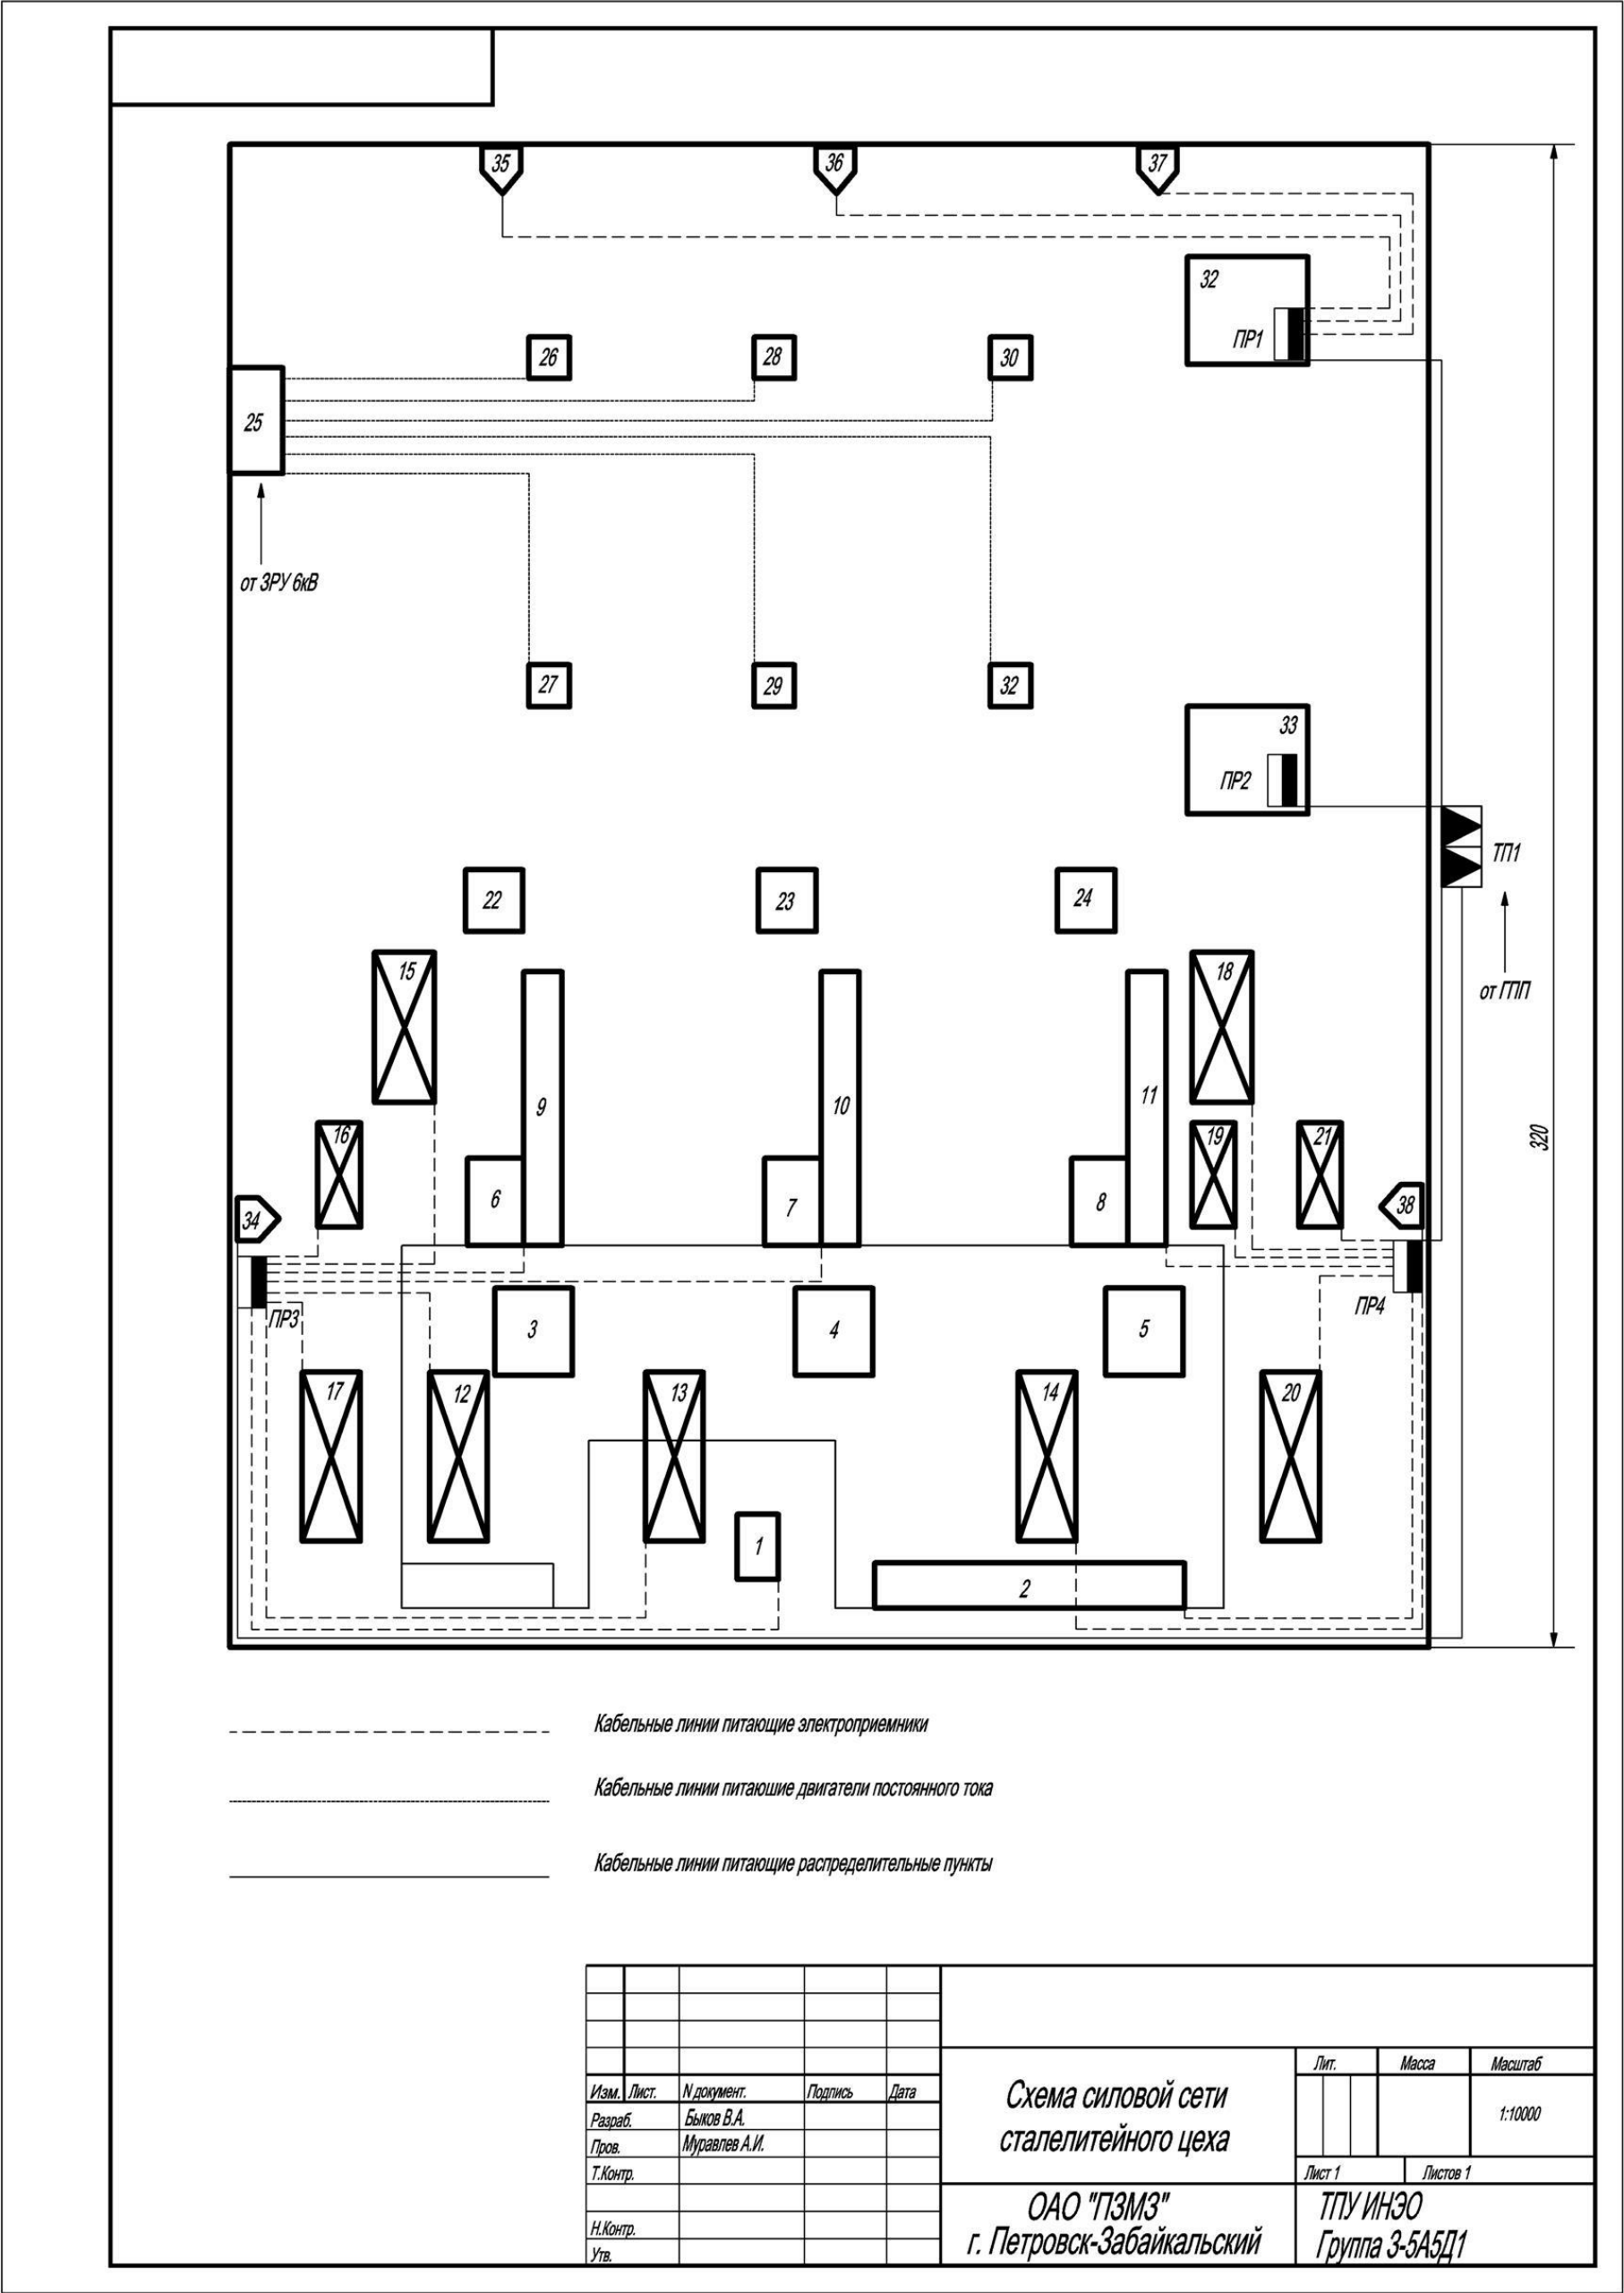 35
36
37
32
ПР1
26
28
30
25
от ЗРУ 6кВ
27
29
32
33
ПР2
ТП1
22
23
24
15
18
от ГПП
9
10
11
16
19
21
320
6
7
8
34
38
ПР3
ПР4
3
4
5
17
12
13
14
20
1
2
Кабельные линии питающие электроприемники
Кабельные линии питаюшие двигатели постоянного тока
Кабельные линии питающие распределительные пункты
Изм. Лист. N документ. Подпись Дата
Разраб. Быков В.А.
Пров. Муравлев А.И.
Т.Контр.
Н.Контр.
Утв.
Схема силовой сети
сталелитейного цеха
Лит. Масса Масштаб
1:10000
Лист 1 Листов 1
ОАО "ПЗМЗ"
г. Петровск-Забайкальский
ТПУ ИНЭО
Группа З-5А5Д1